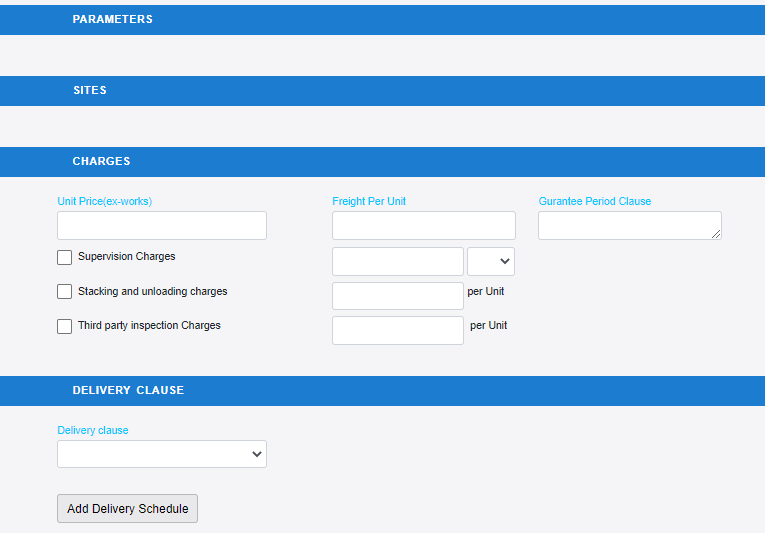 PARAMETERS
SITES
CHARGES
Unit Price(ex-works) Freight Per Unit Gurantee Period Clause
Supervision Charges
Stacking and unloading charges per Unit
Third party inspection Charges per Unit
DELIVERY CLAUSE
Delivery clause
Add Delivery Schedule